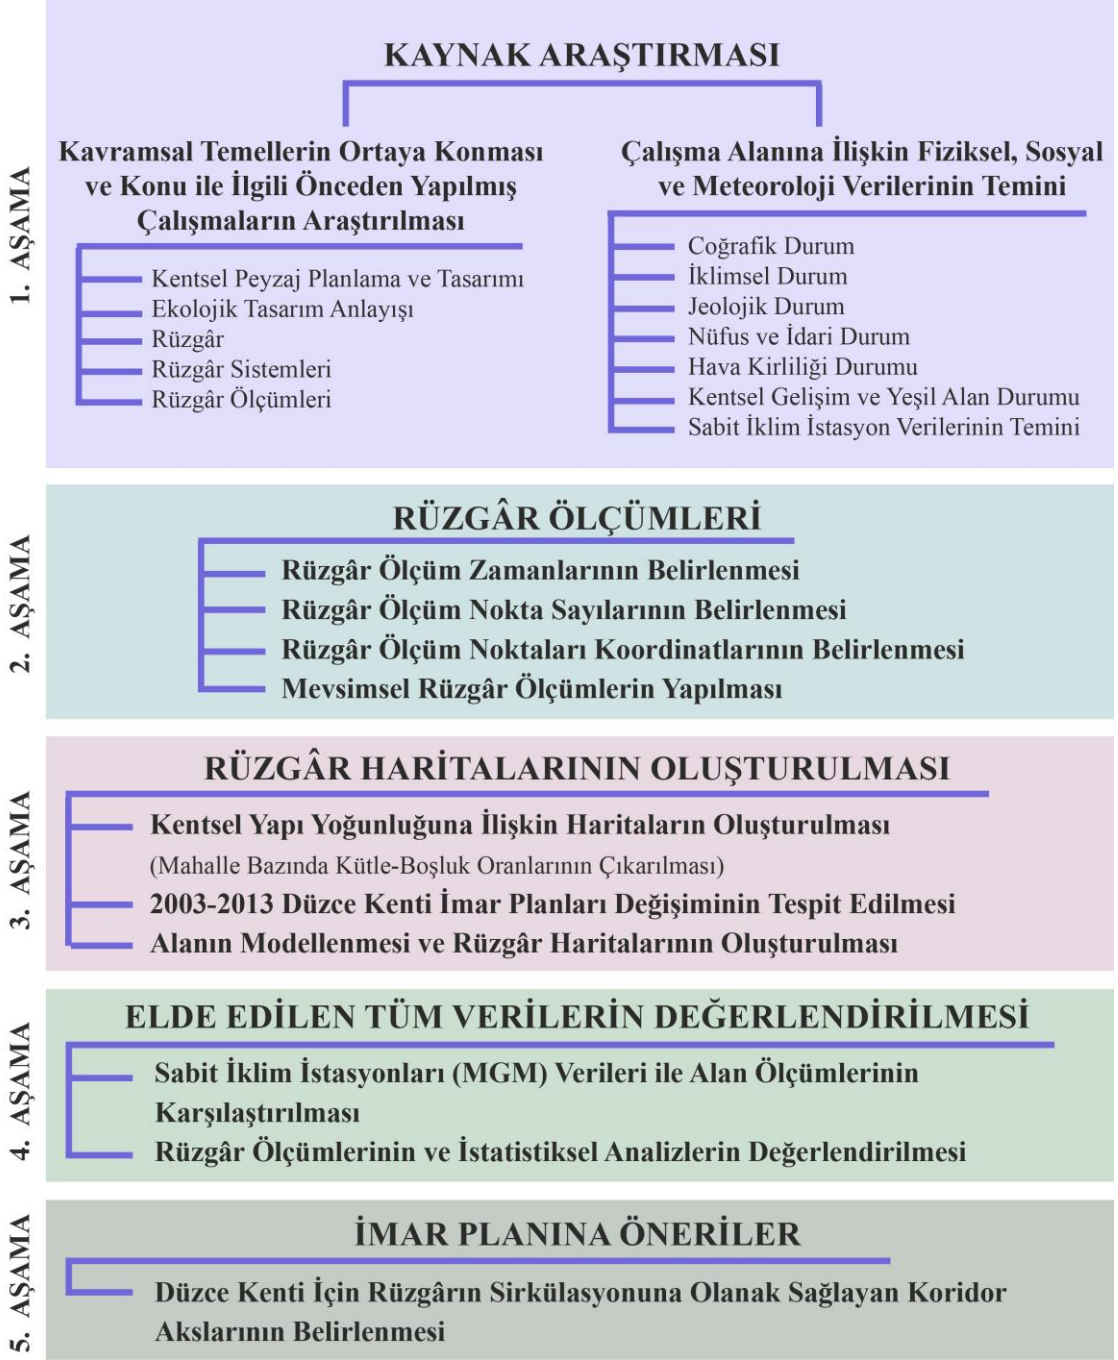 1. AŞAMA
KAYNAK ARAŞTIRMASI
Kavramsal Temellerin Ortaya Konması
ve Konu ile İlgili Önceden Yapılmış
Çalışmaların Araştırılması
Kentsel Peyzaj Planlama ve Tasarımı
Ekolojik Tasarım Anlayışı
Rüzgâr
Rüzgâr Sistemleri
Rüzgâr Ölçümleri
Çalışma Alanına İlişkin Fiziksel, Sosyal
ve Meteoroloji Verilerinin Temini
Coğrafik Durum
İklimsel Durum
Jeolojik Durum
Nüfus ve İdari Durum
Hava Kirliliği Durumu
Kentsel Gelişim ve Yeşil Alan Durumu
Sabit İklim İstasyon Verilerinin Temini
2. AŞAMA
RÜZGÂR ÖLÇÜMLERİ
Rüzgâr Ölçüm Zamanlarının Belirlenmesi
Rüzgâr Ölçüm Nokta Sayılarının Belirlenmesi
Rüzgâr Ölçüm Noktaları Koordinatlarının Belirlenmesi
Mevsimsel Rüzgâr Ölçümlerin Yapılması
3. AŞAMA
RÜZGÂR HARİTALARININ OLUŞTURULMASI
Kentsel Yapı Yoğunluğuna İlişkin Haritaların Oluşturulması
(Mahalle Bazında Kütle-Boşluk Oranlarının Çıkarılması)
2003-2013 Düzce Kenti İmar Planları Değişiminin Tespit Edilmesi
Alanın Modellenmesi ve Rüzgâr Haritalarının Oluşturulması
4. AŞAMA
ELDE EDİLEN TÜM VERİLERİN DEĞERLENDİRİLMESİ
Sabit İklim İstasyonları (MGM) Verileri ile Alan Ölçümlerinin
Karşılaştırılması
Rüzgâr Ölçümlerinin ve İstatistiksel Analizlerin Değerlendirilmesi
5. AŞAMA
İMAR PLANINA ÖNERİLER
Düzce Kenti İçin Rüzgârın Sirkülasyonuna Olanak Sağlayan Koridor
Akslarının Belirlenmesi